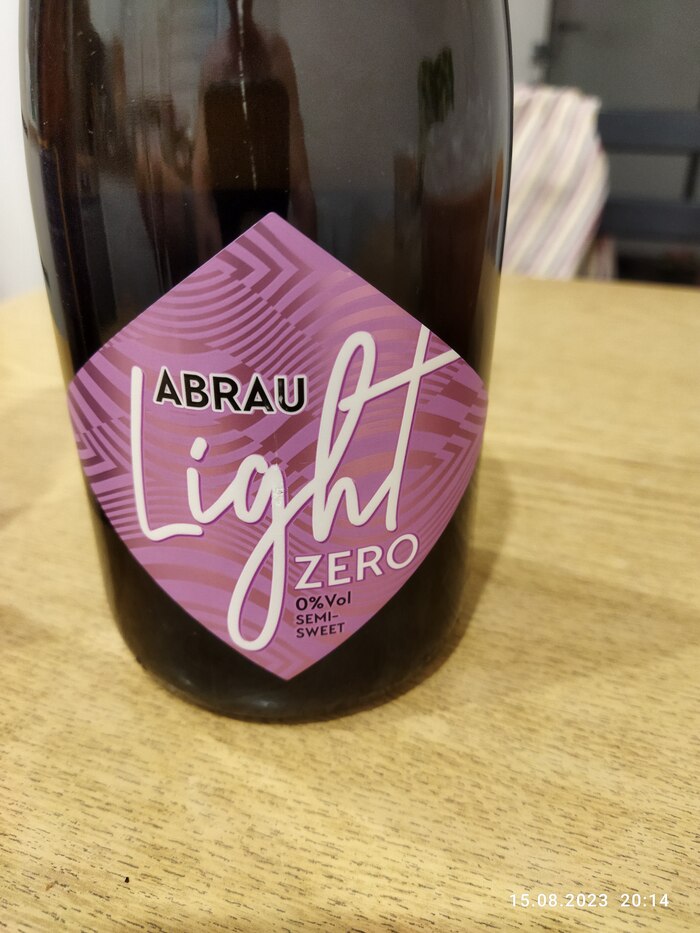 ABRAU
Light
ZERO
0%Vol
SEMI-
SWEET
15.08.2023 20:14